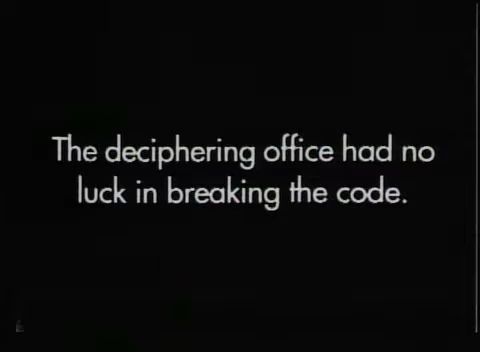 The deciphering office had no
luck in breaking the code.